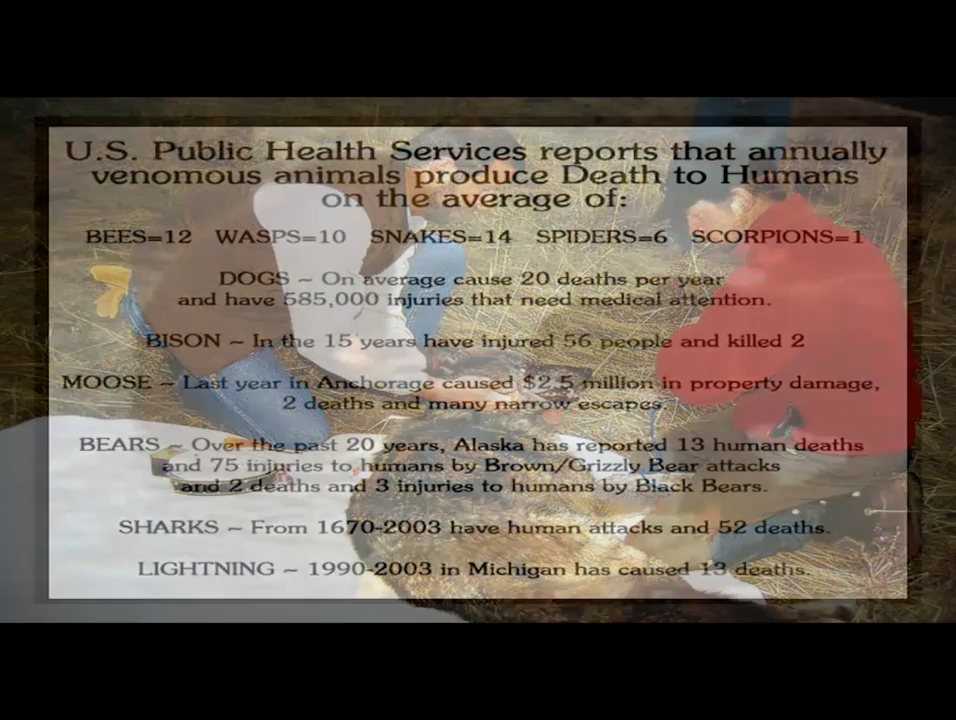 U.S. Public Health Services reports that annually
venomous animals produce Death to Humans
on the average of:
BEES=12 WASPS=10 SNAKES=14 SPIDERS=6 SCORPIONS=1
DOGS ~ On average cause 20 deaths per year
and have 585,000 injuries that need medical attention.
BISON ~ In the 15 years have injured 56 people and killed 2
MOOSE ~ Last year in Anchorage caused $2.5 million in property damage,
2 deaths and many narrow escapes.
BEARS ~ Over the past 20 years, Alaska has reported 13 human deaths
and 75 injuries to humans by Brown/Grizzly Bear attacks
and 2 deaths and 3 injuries to humans by Black Bears.
SHARKS ~ From 1670-2003 have human attacks and 52 deaths.
LIGHTNING ~ 1990-2003 in Michigan has caused 13 deaths.